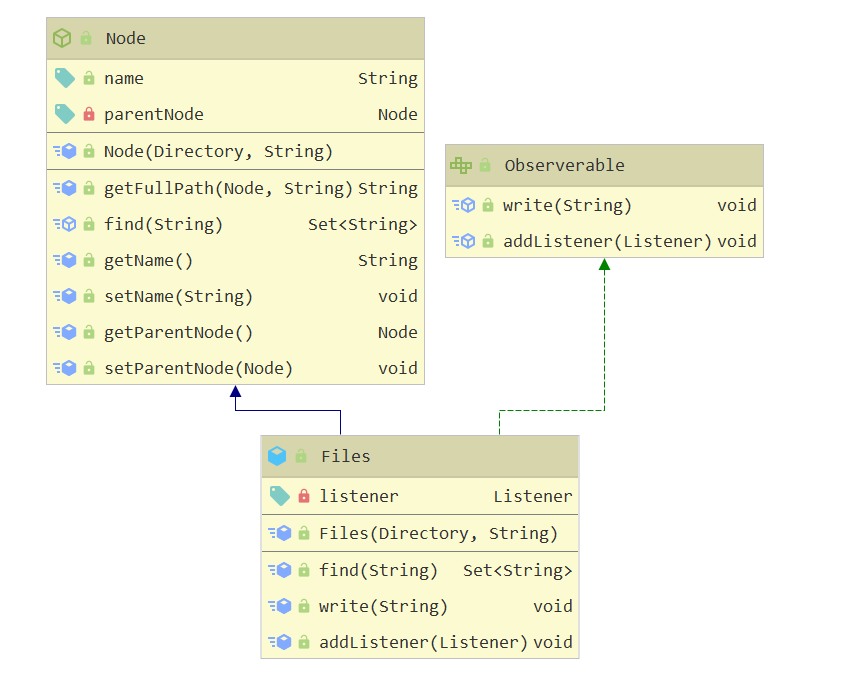 Node
name String
parentNode Node
Node(Directory, String)
getFullPath(Node, String) String
find(String) Set<String>
getName() String
setName(String) void
getParentNode() Node
setParentNode(Node) void
Observerable
write(String) void
addListener(Listener) void
Files
listener Listener
Files(Directory, String)
find(String) Set<String>
write(String) void
addListener(Listener) void